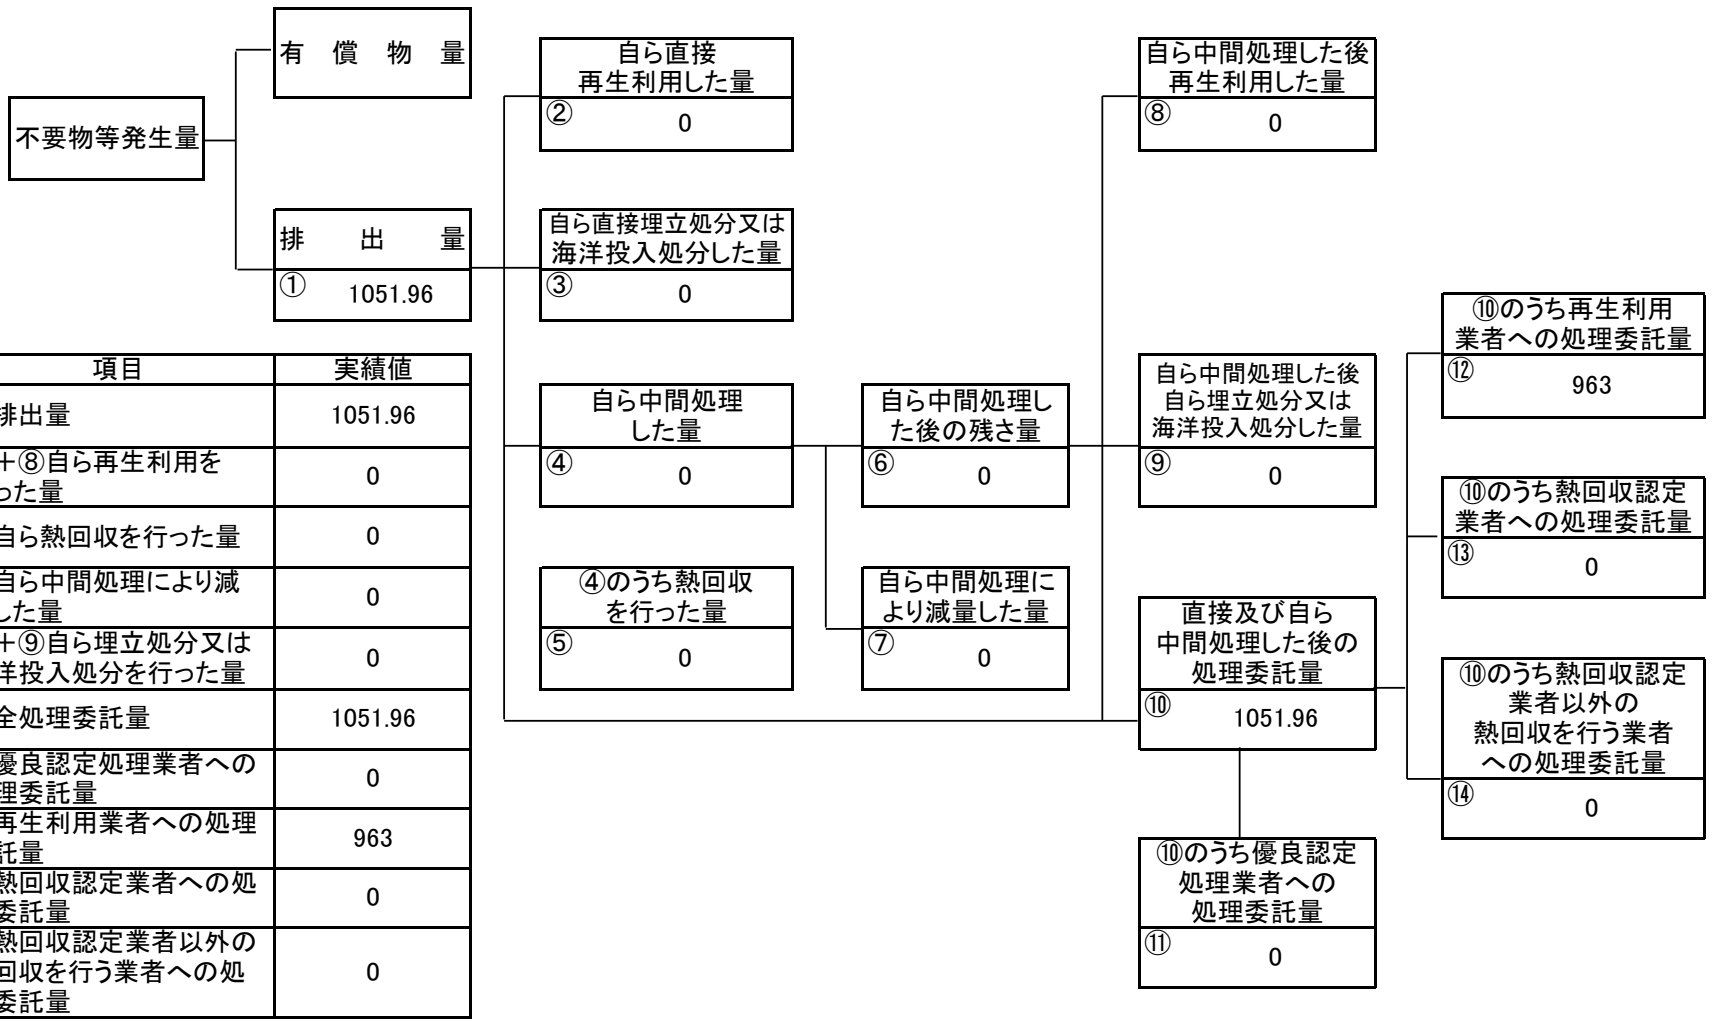 不要物等発生量
有償物量
排出量
①
1051.96
自ら直接
再生利用した量
②
0
自ら直接埋立処分又は
海洋投入処分した量
③
0
自ら中間処理
した量
④
0
④のうち熱回収
を行った量
⑤
0
自ら中間処理し
た後の残さ量
⑥
0
自ら中間処理に
より減量した量
⑦
0
自ら中間処理した後
再生利用した量
⑧
0
自ら中間処理した後
自ら埋立処分又は
海洋投入処分した量
⑨
0
直接及び自ら
中間処理した後の
処理委託量
⑩
1051.96
⑩のうち優良認定
処理業者への
処理委託量
⑪
0
⑩のうち再生利用
業者への処理委託量
⑫
963
⑩のうち熱回収認定
業者への処理委託量
⑬
0
⑩のうち熱回収認定
業者以外の
熱回収を行う業者
への処理委託量
⑭
0
項目 実績値
排出量 1051.96
+⑧自ら再生利用を
った量
0
自ら熱回収を行った量 0
自ら中間処理により減
した量
0
+⑨自ら埋立処分又は
洋投入処分を行った量
0
全処理委託量 1051.96
優良認定処理業者への
理委託量
0
再生利用業者への処理
託量
963
熱回収認定業者への処
委託量
0
熱回収認定業者以外の
回収を行う業者への処
委託量
0